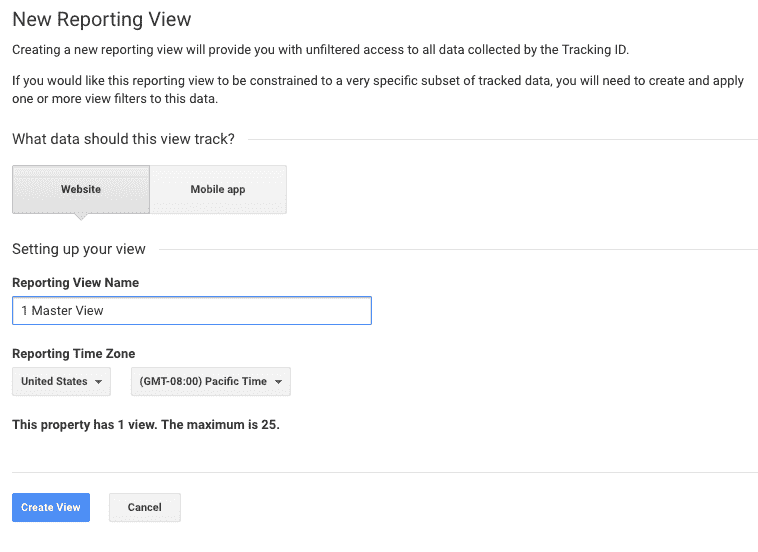 New Reporting View
Creating a new reporting view will provide you with unfiltered access to all data collected by the Tracking ID.
If you would like this reporting view to be constrained to a very specific subset of tracked data, you will need to create and apply
one or more view filters to this data.
What data should this view track?
Website Mobile app
Setting up your view
Reporting View Name
1 Master View
Reporting Time Zone
United States (GMT-08:00) Pacific Time
This property has 1 view. The maximum is 25.
Create View Cancel